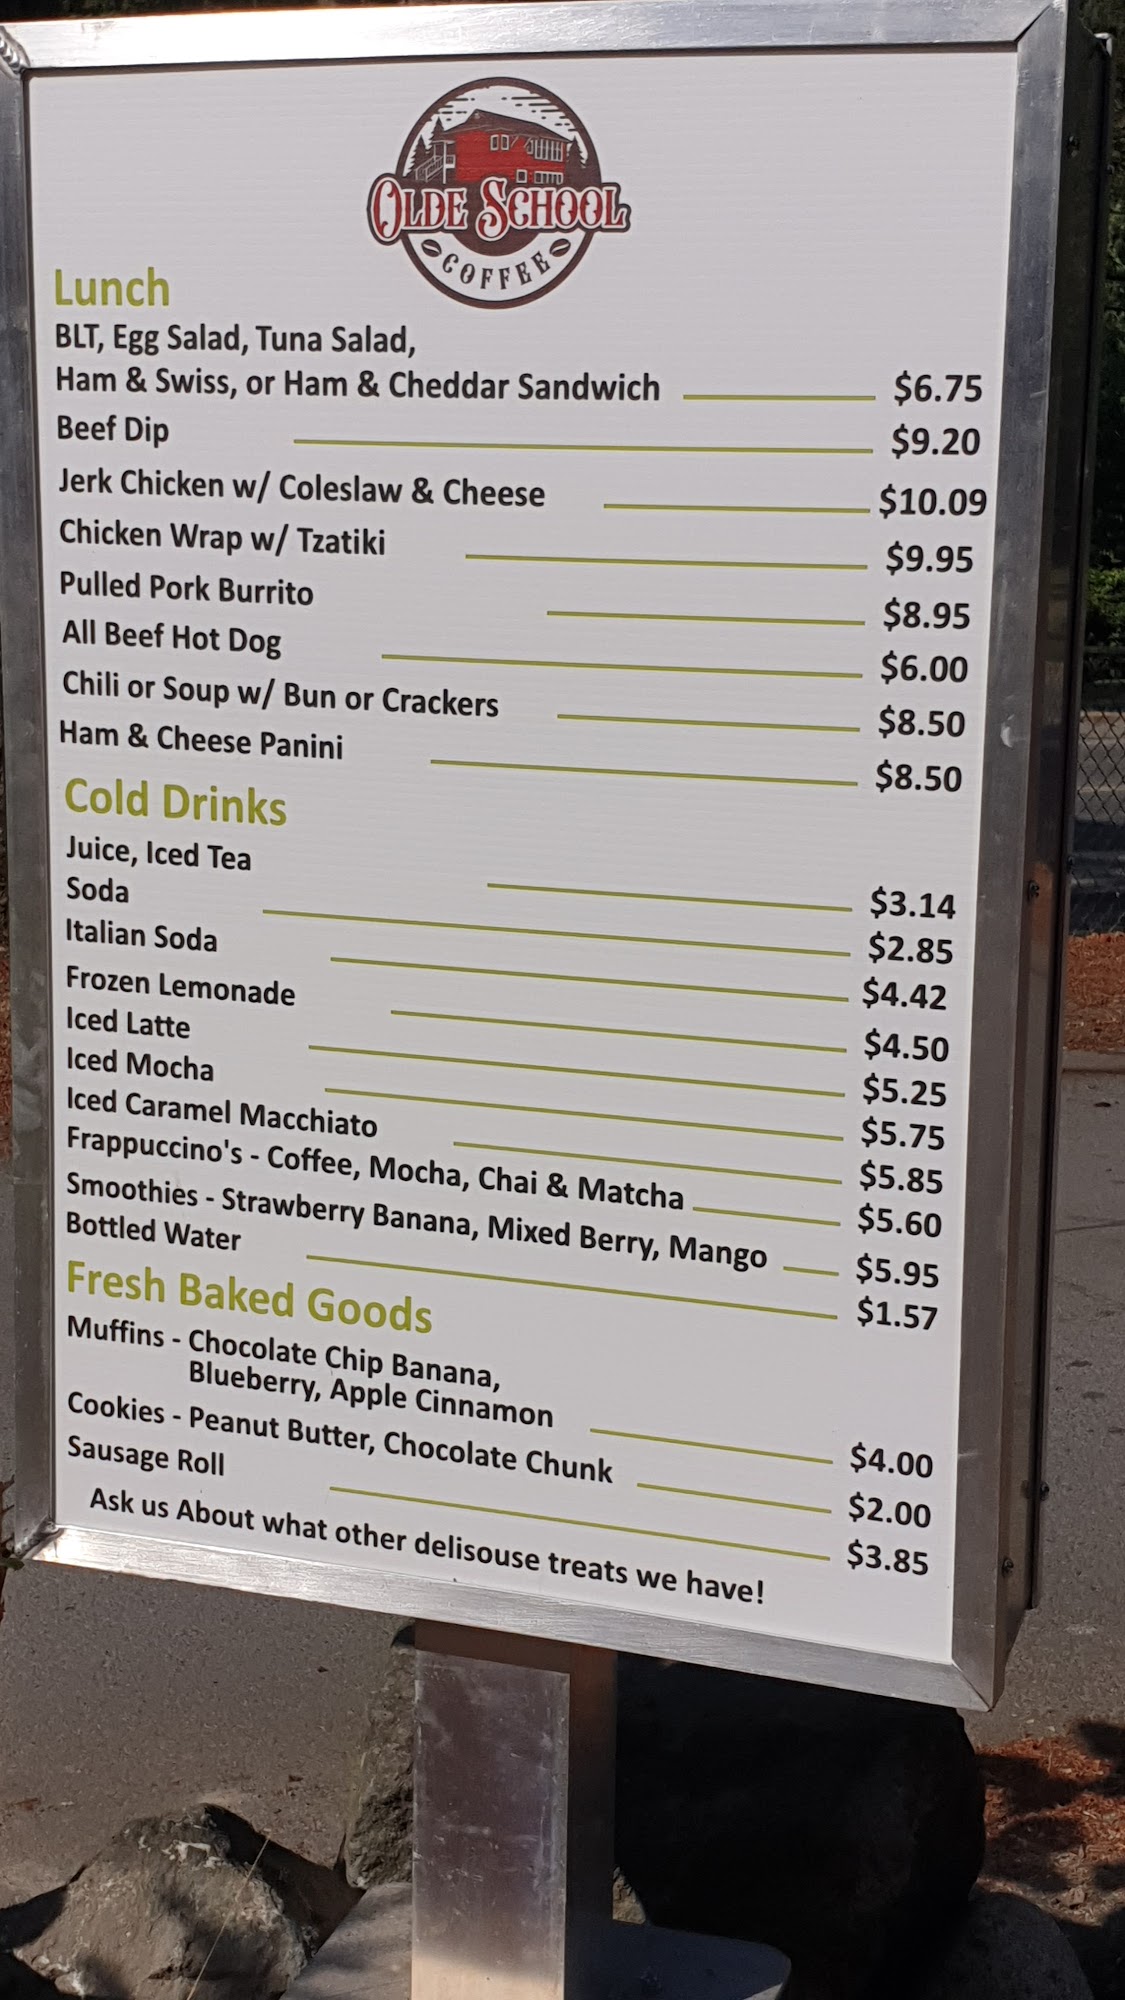 OLDE SCHOOL
COFFEE
Lunch
BLT, Egg Salad, Tuna Salad,
Ham & Swiss, or Ham & Cheddar Sandwich $6.75
Beef Dip $9.20
Jerk Chicken w/ Coleslaw & Cheese $10.09
Chicken Wrap w/ Tzatiki $9.95
Pulled Pork Burrito $8.95
All Beef Hot Dog $6.00
Chili or Soup w/ Bun or Crackers $8.50
Ham & Cheese Panini $8.50
Cold Drinks
Juice, Iced Tea $3.14
Soda $2.85
Italian Soda $4.42
Frozen Lemonade $4.50
Iced Latte $5.25
Iced Mocha $5.75
Iced Caramel Macchiato $5.85
Frappuccino's - Coffee, Mocha, Chai & Matcha $5.60
Smoothies - Strawberry Banana, Mixed Berry, Mango $5.95
Bottled Water $1.57
Fresh Baked Goods
Muffins - Chocolate Chip Banana,
Blueberry, Apple Cinnamon $4.00
Cookies - Peanut Butter, Chocolate Chunk $2.00
Sausage Roll $3.85
Ask us About what other delisouse treats we have!